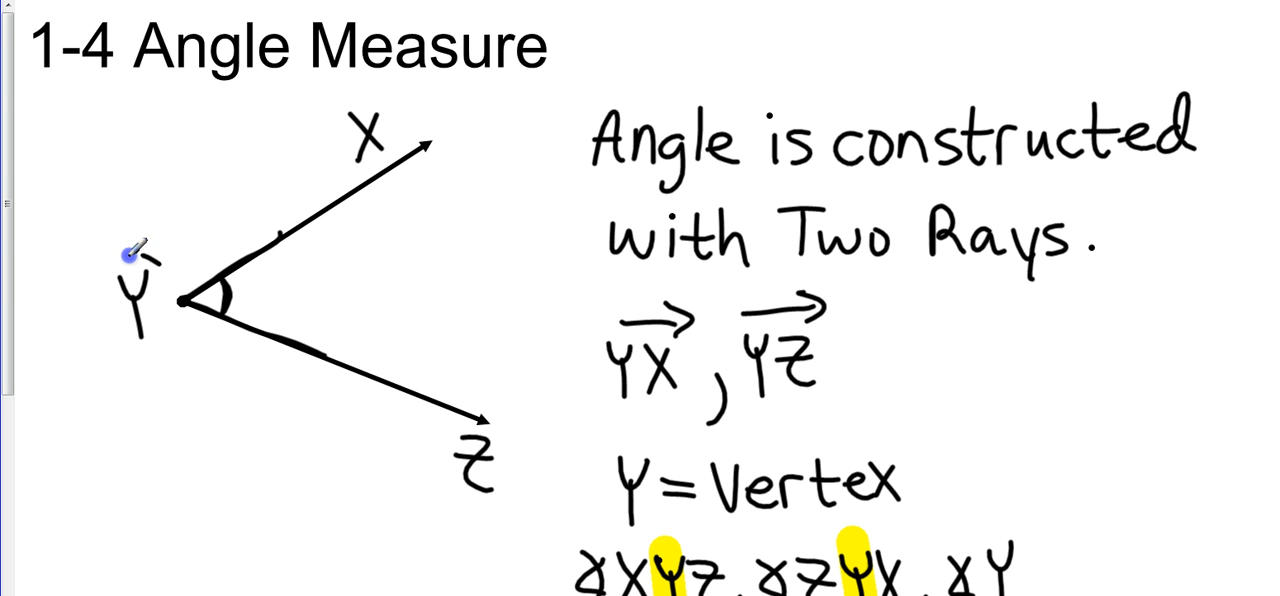 1-4 Angle Measure
X
Angle is constructed
with Two Rays.
Y
YX, YZ
Z
Y = Vertex
∡XYZ, ∡ZYX, ∡Y